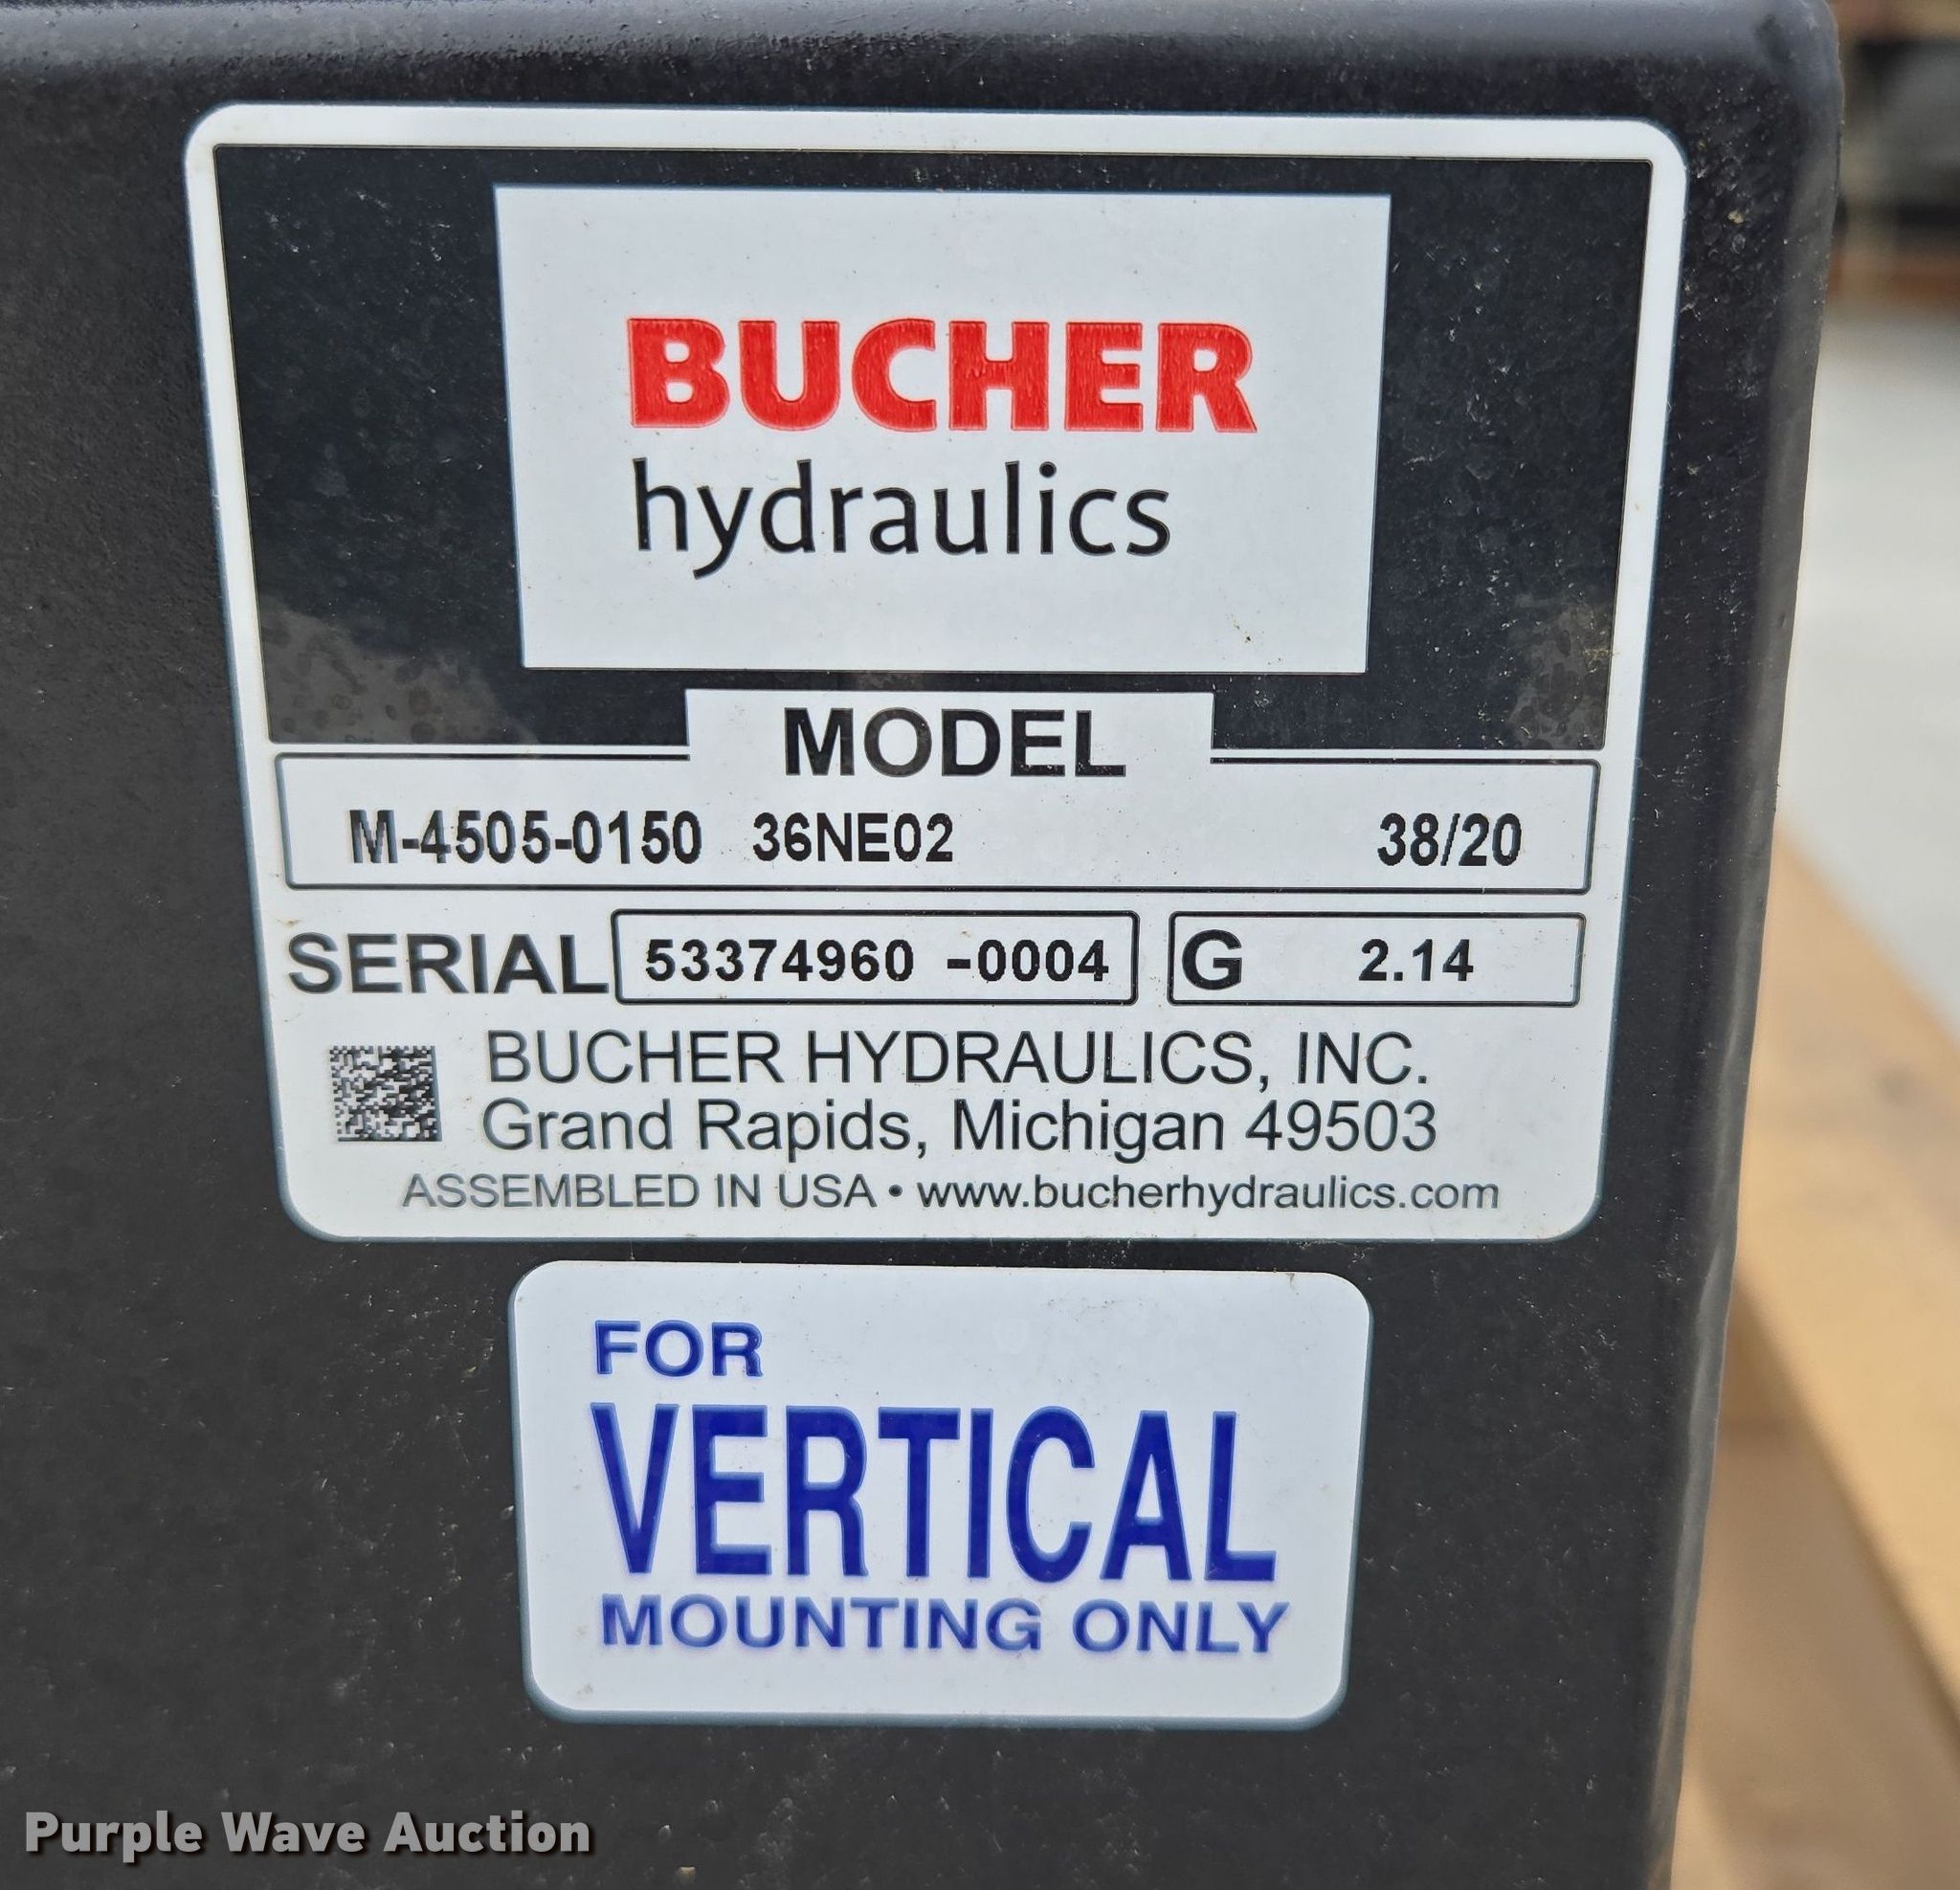 BUCHER
hydraulics
MODEL
M-4505-0150 36NE02 38/20
SERIAL 53374960 -0004 G 2.14
BUCHER HYDRAULICS, INC.
Grand Rapids, Michigan 49503
ASSEMBLED IN USA • www.bucherhydraulics.com
FOR
VERTICAL
MOUNTING ONLY
Purple Wave Auction